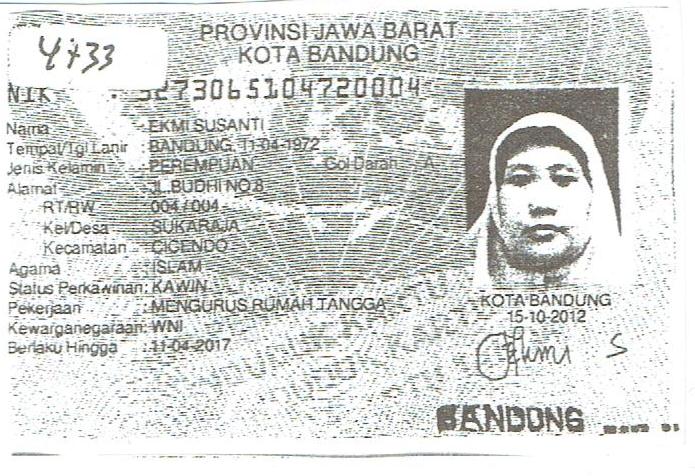 4433
PROVINSI JAWA BARAT
KOTA BANDUNG
NIK : 3273065104720004
Nama : EKMI SUSANTI
Tempat/Tgl Lahir : BANDUNG, 11-04-1972
Jenis Kelamin : PEREMPUAN Gol Darah : A
Alamat : JL.BUDHI NO.8
RT/RW : 004 / 004
Kel/Desa : SUKARAJA
Kecamatan : CICENDO
Agama : ISLAM
Status Perkawinan: KAWIN
Pekerjaan : MENGURUS RUMAH TANGGA
Kewarganegaraan: WNI
Berlaku Hingga : 11-04-2017
KOTA BANDUNG
15-10-2012
BANDUNG